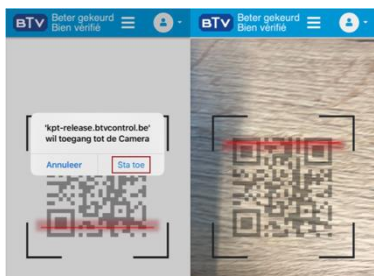 BTV Beter gekeurd
Bien vérifié
'kpt-release.btvcontrol.be'
wil toegang tot de Camera
Annuleer Sta toe
BTV Beter gekeurd
Bien vérifié